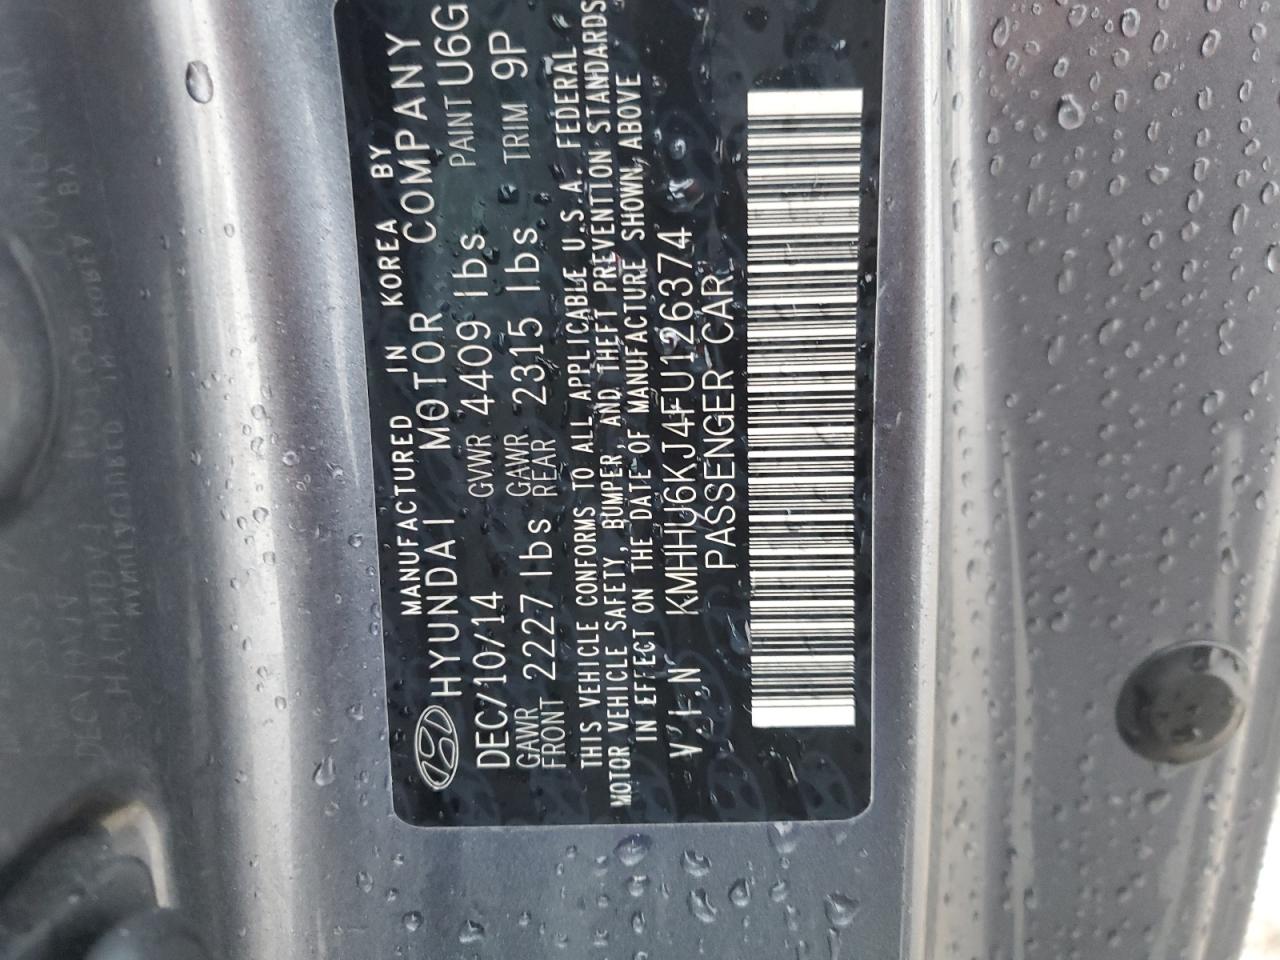 MANUFACTURED IN KOREA BY
HYUNDAI MOTOR COMPANY
DEC/10/14 GVWR 4409 lbs PAINT U6G
GAWR FRONT 2227 lbs GAWR REAR 2315 lbs TRIM 9P
THIS VEHICLE CONFORMS TO ALL APPLICABLE U.S.A. FEDERAL
MOTOR VEHICLE SAFETY, BUMPER, AND THEFT PREVENTION STANDARDS
IN EFFECT ON THE DATE OF MANUFACTURE SHOWN ABOVE
V.I.N KMHHU6KJ4FU126374
PASSENGER CAR